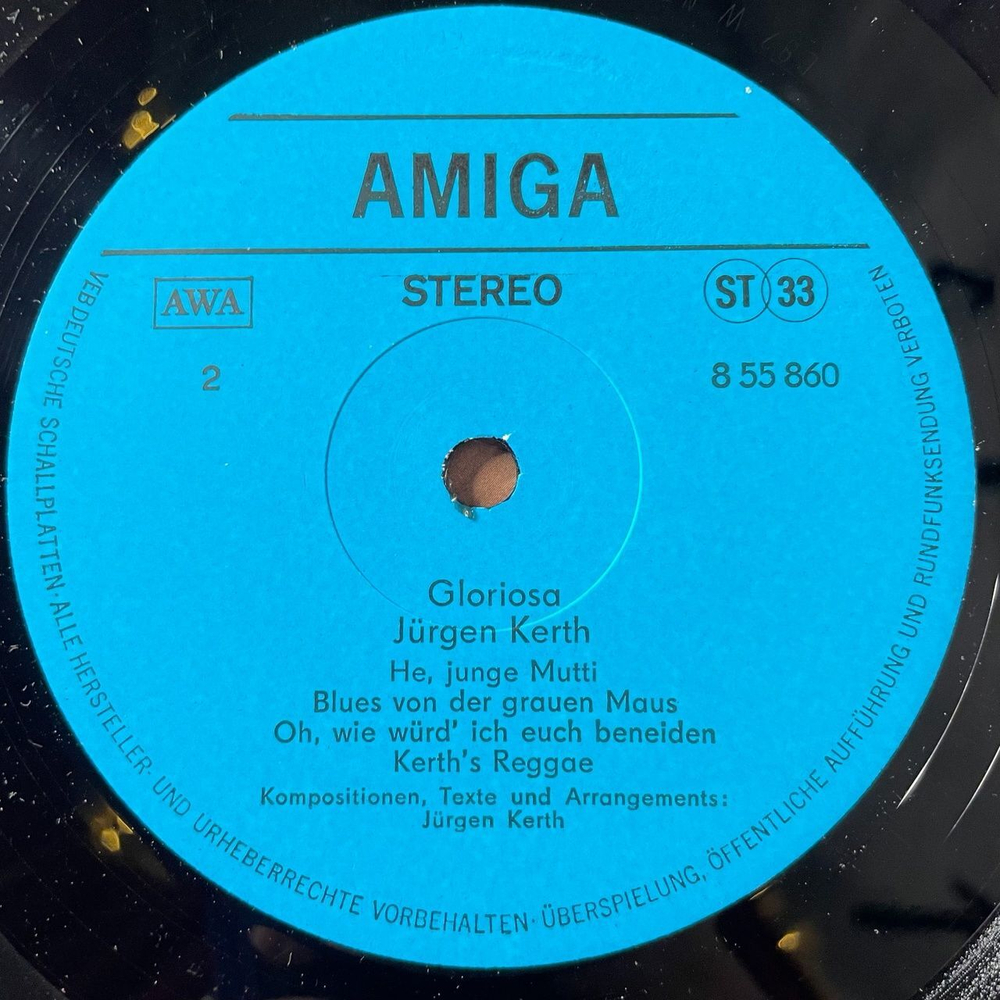 AMIGA
AWA
STEREO
ST 33
2
8 55 860
Gloriosa
Jürgen Kerth
He, junge Mutti
Blues von der grauen Maus
Oh, wie würd' ich euch beneiden
Kerth's Reggae
Kompositionen, Texte und Arrangements:
Jürgen Kerth
VEB DEUTSCHE SCHALLPLATTEN · ALLE HERSTELLER- UND URHEBERRECHTE VORBEHALTEN · ÜBERSPIELUNG, ÖFFENTLICHE AUFFÜHRUNG UND RUNDFUNKSENDUNG VERBOTEN